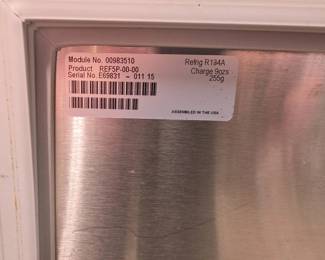 Module No. 00983510
Product REF5P-00-00
Serial No. E69831 - 011 15
Refrig R134A
Charge 9ozs
255g
ASSEMBLED IN THE USA